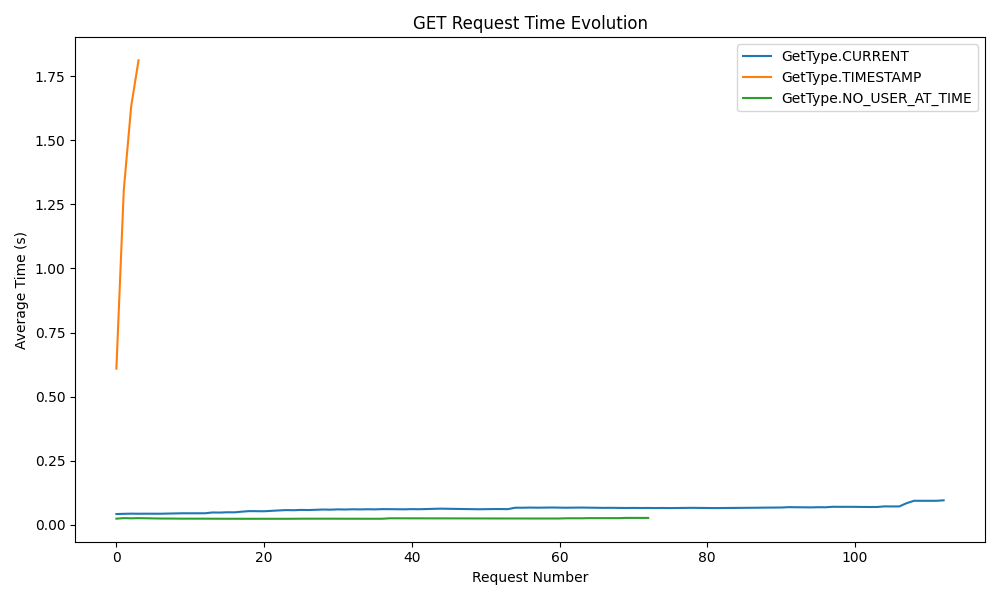 GET Request Time Evolution
GetType.CURRENT
GetType.TIMESTAMP
GetType.NO_USER_AT_TIME
Average Time (s)
1.75
1.50
1.25
1.00
0.75
0.50
0.25
0.00
0 20 40 60 80 100
Request Number